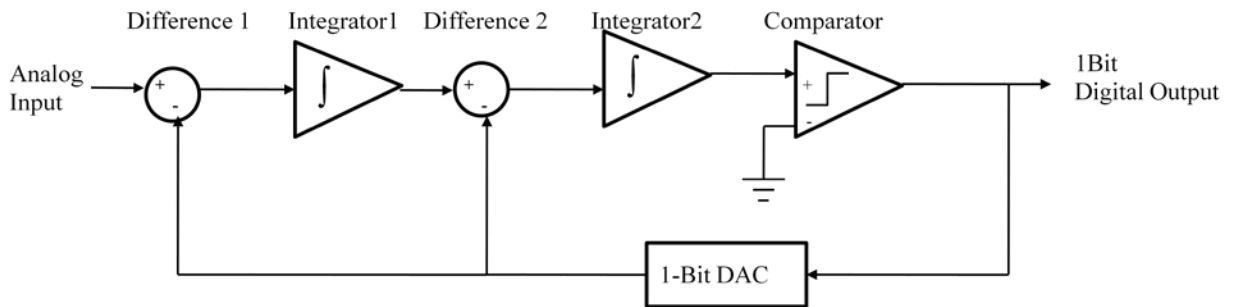 Difference 1
Integrator1
Difference 2
Integrator2
Comparator
Analog
Input
+
-
∫
+
-
∫
+
-
1Bit
Digital Output
1-Bit DAC